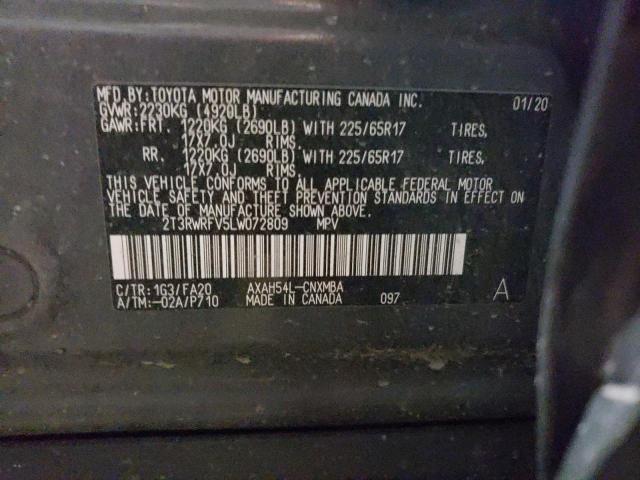 MFD.BY:TOYOTA MOTOR MANUFACTURING CANADA INC. 01/20
GVWR:2230KG (4920LB)
GAWR:FRT. 1220KG (2690LB) WITH 225/65R17 TIRES,
17X7.0J RIMS.
RR. 1220KG (2690LB) WITH 225/65R17 TIRES,
17X7.0J RIMS.
THIS VEHICLE CONFORMS TO ALL APPLICABLE FEDERAL MOTOR
VEHICLE SAFETY AND THEFT PREVENTION STANDARDS IN EFFECT ON
THE DATE OF MANUFACTURE SHOWN ABOVE.
2T3RWRFV5LW072809 MPV
C/TR:1G3/FA20 AXAH54L-CNXMBA
A/TM:-02A/P710 MADE IN CANADA 097 A